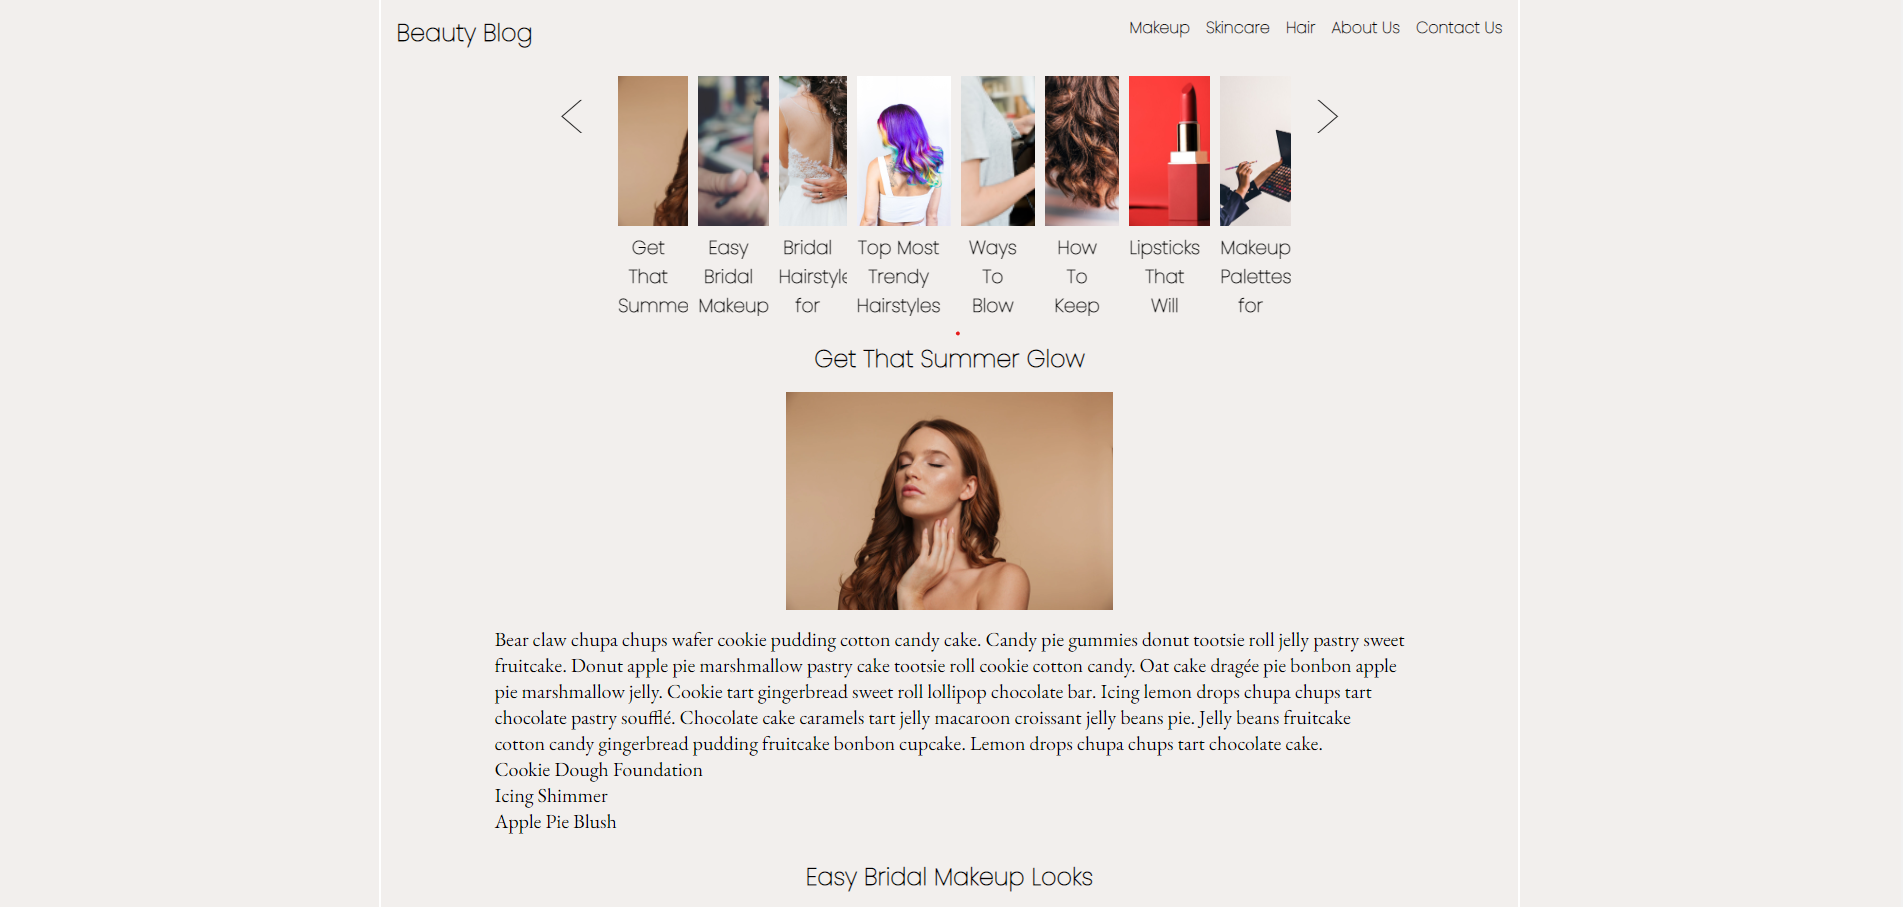 Beauty Blog
Makeup Skincare Hair About Us Contact Us
Get
That
Summe
Easy
Bridal
Makeup
Bridal
Hairstyle
for
Top Most
Trendy
Hairstyles
Ways
To
Blow
How
To
Keep
Lipsticks
That
Will
Makeup
Palettes
for
Get That Summer Glow
Bear claw chupa chups wafer cookie pudding cotton candy cake. Candy pie gummies donut tootsie roll jelly pastry sweet
fruitcake. Donut apple pie marshmallow pastry cake tootsie roll cookie cotton candy. Oat cake dragée pie bonbon apple
pie marshmallow jelly. Cookie tart gingerbread sweet roll lollipop chocolate bar. Icing lemon drops chupa chups tart
chocolate pastry soufflé. Chocolate cake caramels tart jelly macaroon croissant jelly beans pie. Jelly beans fruitcake
cotton candy gingerbread pudding fruitcake bonbon cupcake. Lemon drops chupa chups tart chocolate cake.
Cookie Dough Foundation
Icing Shimmer
Apple Pie Blush
Easy Bridal Makeup Looks